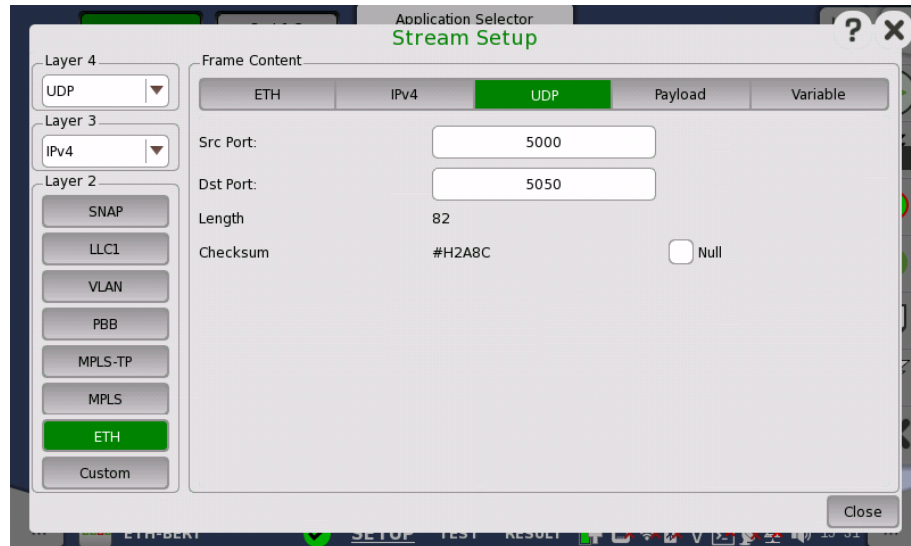 Application Selector
Stream Setup
?
Layer 4
UDP
Layer 3
IPv4
Layer 2
SNAP
LLC1
VLAN
PBB
MPLS-TP
MPLS
ETH
Custom
Frame Content
ETH IPv4 UDP Payload Variable
Src Port: 5000
Dst Port: 5050
Length 82
Checksum #H2A8C Null
Close
ETH-BERT SETUP TEST RESULT